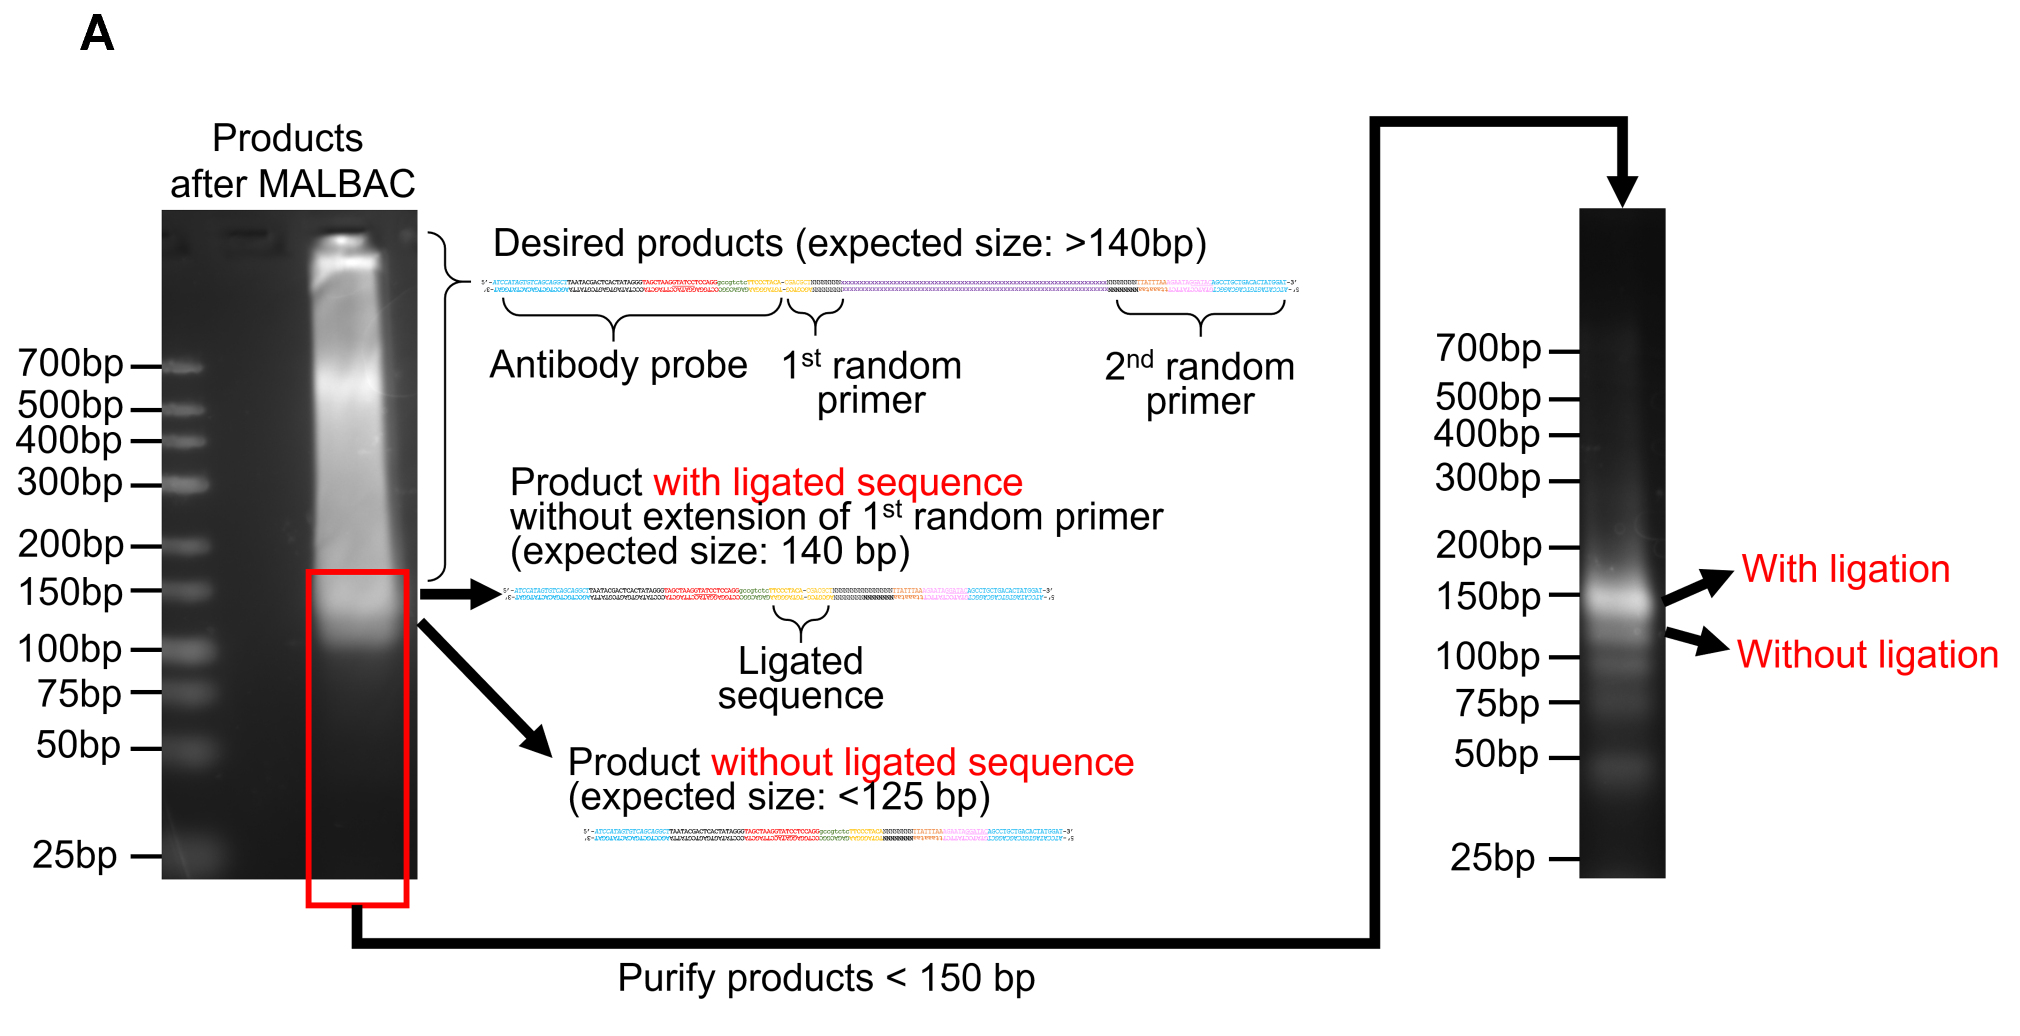 A
Products
after MALBAC
700bp
500bp
400bp
300bp
200bp
150bp
100bp
75bp
50bp
25bp
Desired products (expected size: >140bp)
Antibody probe
1st random
primer
2nd random
primer
Product with ligated sequence
without extension of 1st random primer
(expected size: 140 bp)
Ligated
sequence
Product without ligated sequence
(expected size: <125 bp)
Purify products < 150 bp
700bp
500bp
400bp
300bp
200bp
150bp
100bp
75bp
50bp
25bp
With ligation
Without ligation